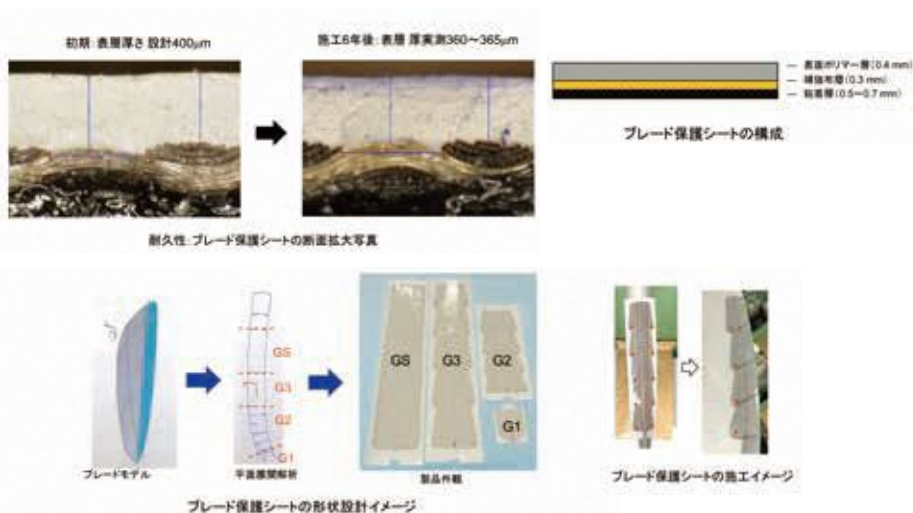 初期：表層厚さ 設計400μm
施工6年後：表層 厚実測360～365μm
表面ポリマー層(0.4 mm)
補強布層(0.3 mm)
粘着層(0.5～0.7 mm)
ブレード保護シートの構成
耐久性：ブレード保護シートの断面拡大写真
GS
G3
G2
G1
GS
G3
G2
G1
ブレードモデル
平面展開解析
製品外観
ブレード保護シートの施工イメージ
ブレード保護シートの形状設計イメージ